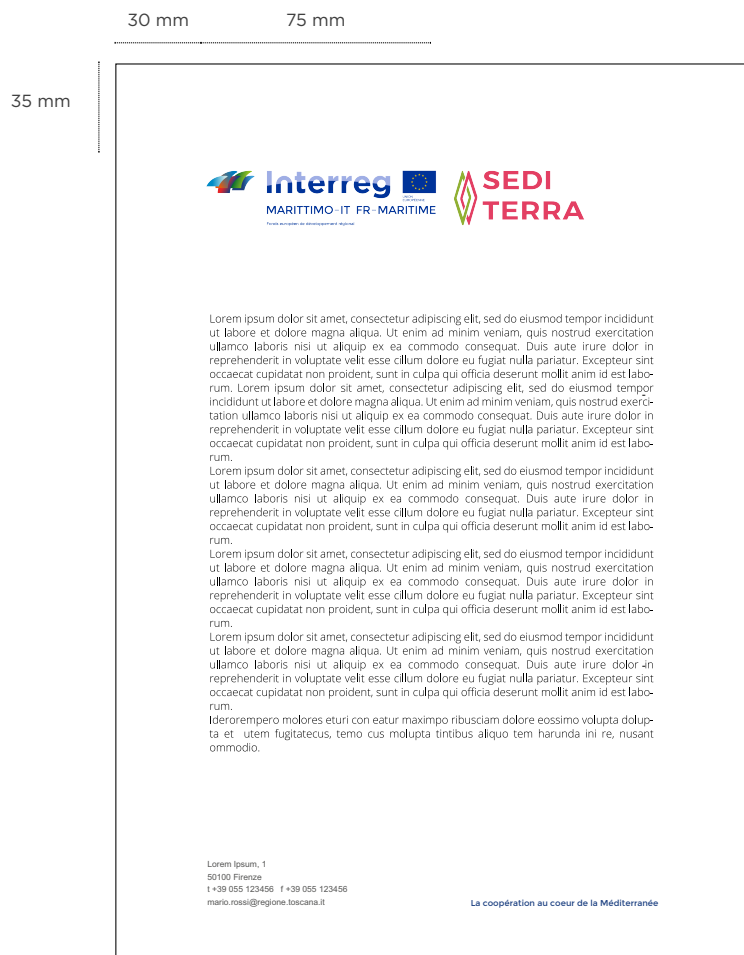 30 mm 75 mm
35 mm
Interreg
UNION EUROPÉENNE
MARITTIMO-IT FR-MARITIME
Fonds européen de développement régional
SEDI
TERRA
Lorem ipsum dolor sit amet, consectetur adipiscing elit, sed do eiusmod tempor incididunt
ut labore et dolore magna aliqua. Ut enim ad minim veniam, quis nostrud exercitation
ullamco laboris nisi ut aliquip ex ea commodo consequat. Duis aute irure dolor in
reprehenderit in voluptate velit esse cillum dolore eu fugiat nulla pariatur. Excepteur sint
occaecat cupidatat non proident, sunt in culpa qui officia deserunt mollit anim id est labo-
rum. Lorem ipsum dolor sit amet, consectetur adipiscing elit, sed do eiusmod tempor
incididunt ut labore et dolore magna aliqua. Ut enim ad minim veniam, quis nostrud exerci-
tation ullamco laboris nisi ut aliquip ex ea commodo consequat. Duis aute irure dolor in
reprehenderit in voluptate velit esse cillum dolore eu fugiat nulla pariatur. Excepteur sint
occaecat cupidatat non proident, sunt in culpa qui officia deserunt mollit anim id est labo-
rum.
Lorem ipsum dolor sit amet, consectetur adipiscing elit, sed do eiusmod tempor incididunt
ut labore et dolore magna aliqua. Ut enim ad minim veniam, quis nostrud exercitation
ullamco laboris nisi ut aliquip ex ea commodo consequat. Duis aute irure dolor in
reprehenderit in voluptate velit esse cillum dolore eu fugiat nulla pariatur. Excepteur sint
occaecat cupidatat non proident, sunt in culpa qui officia deserunt mollit anim id est labo-
rum.
Lorem ipsum dolor sit amet, consectetur adipiscing elit, sed do eiusmod tempor incididunt
ut labore et dolore magna aliqua. Ut enim ad minim veniam, quis nostrud exercitation
ullamco laboris nisi ut aliquip ex ea commodo consequat. Duis aute irure dolor in
reprehenderit in voluptate velit esse cillum dolore eu fugiat nulla pariatur. Excepteur sint
occaecat cupidatat non proident, sunt in culpa qui officia deserunt mollit anim id est labo-
rum.
Lorem ipsum dolor sit amet, consectetur adipiscing elit, sed do eiusmod tempor incididunt
ut labore et dolore magna aliqua. Ut enim ad minim veniam, quis nostrud exercitation
ullamco laboris nisi ut aliquip ex ea commodo consequat. Duis aute irure dolor in
reprehenderit in voluptate velit esse cillum dolore eu fugiat nulla pariatur. Excepteur sint
occaecat cupidatat non proident, sunt in culpa qui officia deserunt mollit anim id est labo-
rum.
Iderorempero molores eturi con eatur maximpo ribusciam dolore eossimo volupta dolup-
ta et utem fugitatecus, temo cus molupta tintibus aliquo tem harunda ini re, nusant
ommodio.
Lorem Ipsum, 1
50100 Firenze
t +39 055 123456 f +39 055 123456
mario.rossi@regione.toscana.it
La coopération au coeur de la Méditerranée